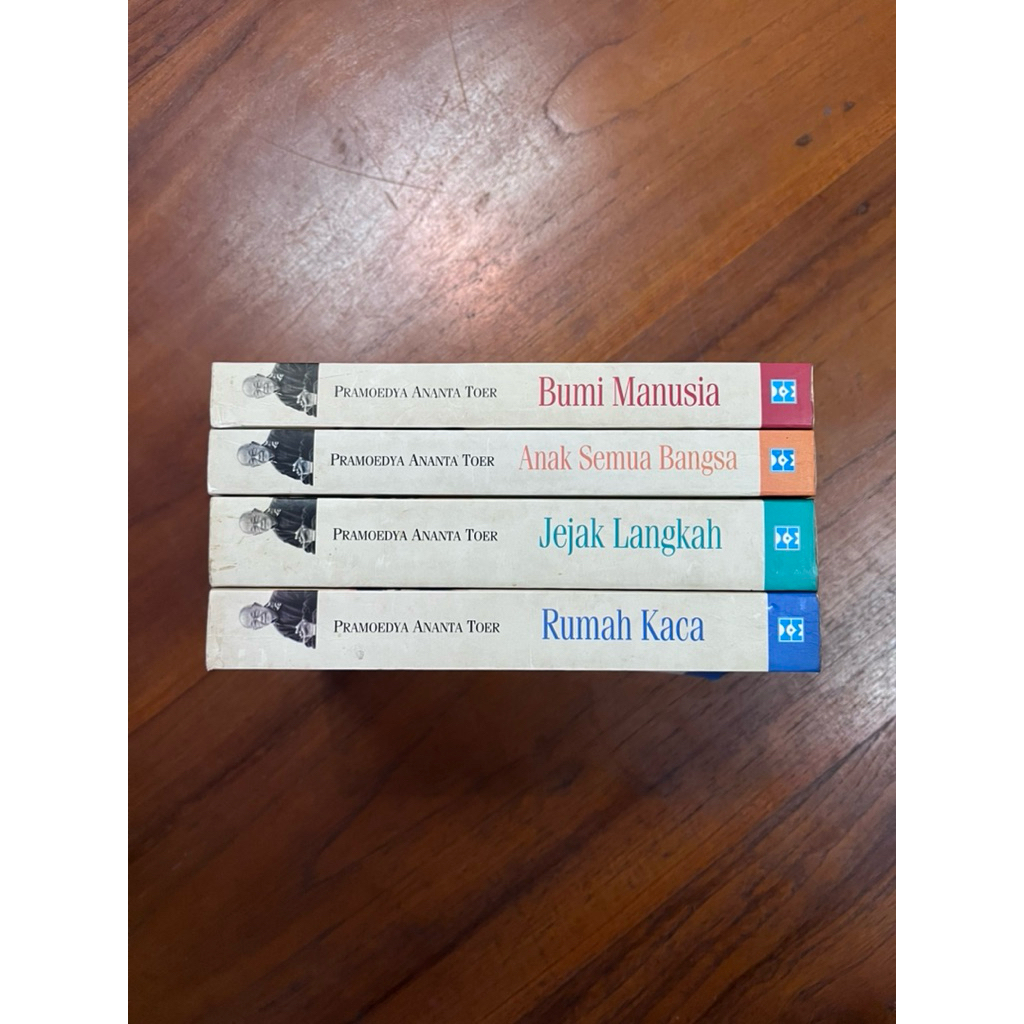 PRAMOEDYA ANANTA TOER Bumi Manusia
PRAMOEDYA ANANTA TOER Anak Semua Bangsa
PRAMOEDYA ANANTA TOER Jejak Langkah
PRAMOEDYA ANANTA TOER Rumah Kaca